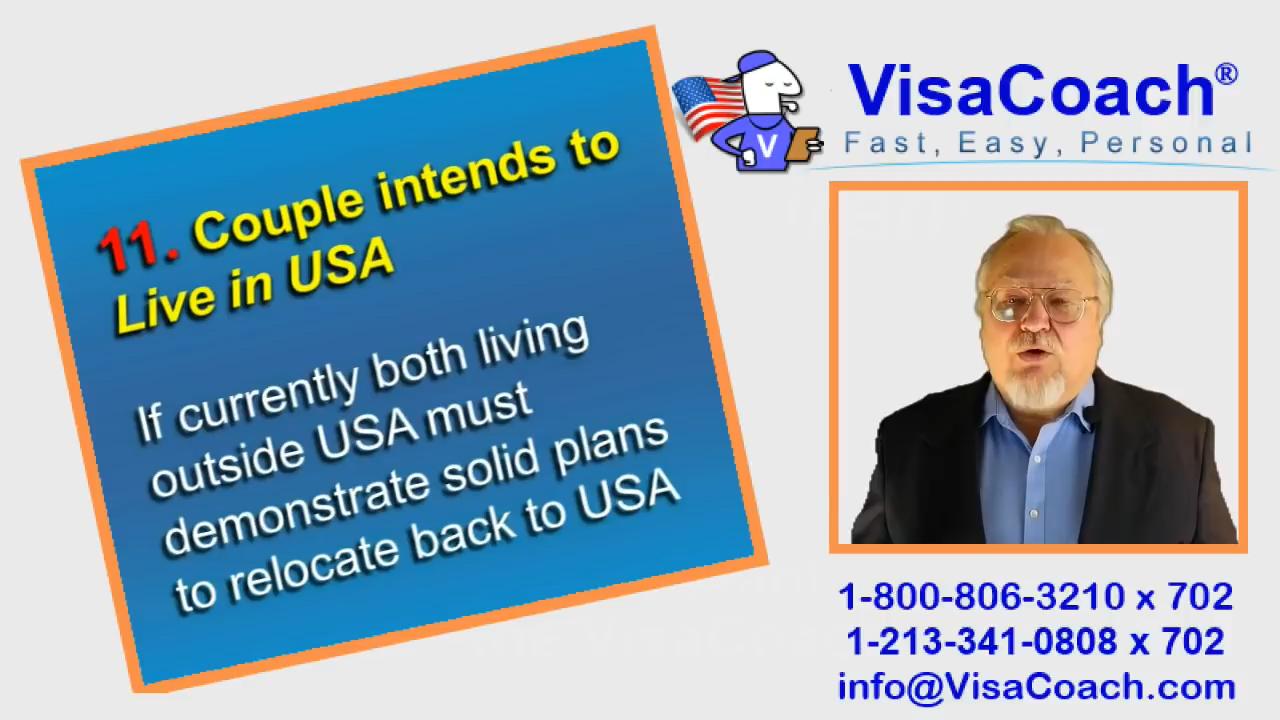 11. Couple intends to
Live in USA
If currently both living
outside USA must
demonstrate solid plans
to relocate back to USA
V
VisaCoach®
Fast, Easy, Personal
1-800-806-3210 x 702
1-213-341-0808 x 702
info@VisaCoach.com